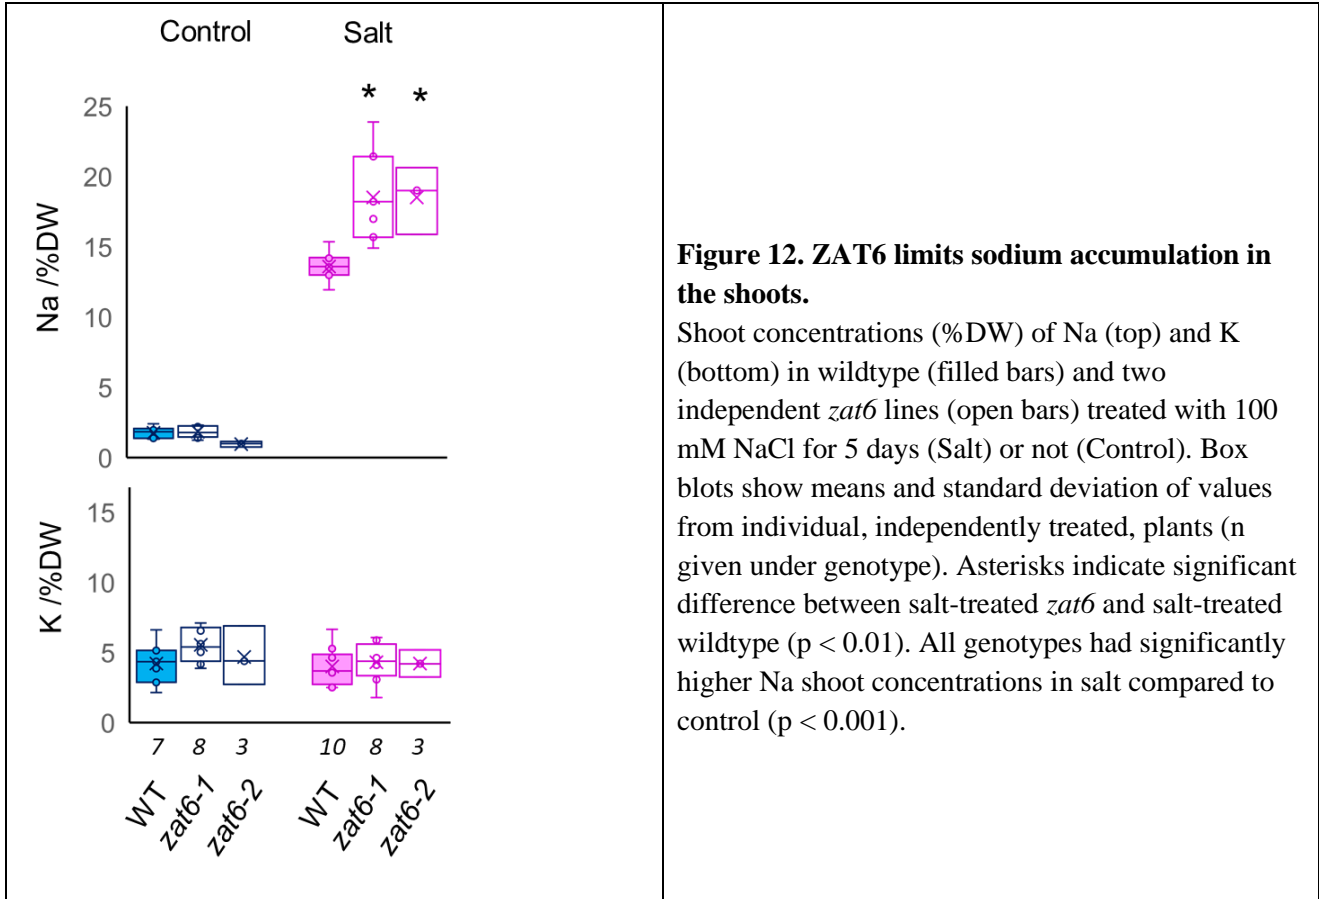 Control Salt
* *
25
20
15
10
5
0
Na /%DW
15
10
5
0
K /%DW
7 8 3 10 8 3
WT zat6-1 zat6-2 WT zat6-1 zat6-2
Figure 12. ZAT6 limits sodium accumulation in
the shoots.
Shoot concentrations (%DW) of Na (top) and K
(bottom) in wildtype (filled bars) and two
independent zat6 lines (open bars) treated with 100
mM NaCl for 5 days (Salt) or not (Control). Box
blots show means and standard deviation of values
from individual, independently treated, plants (n
given under genotype). Asterisks indicate significant
difference between salt-treated zat6 and salt-treated
wildtype (p < 0.01). All genotypes had significantly
higher Na shoot concentrations in salt compared to
control (p < 0.001).